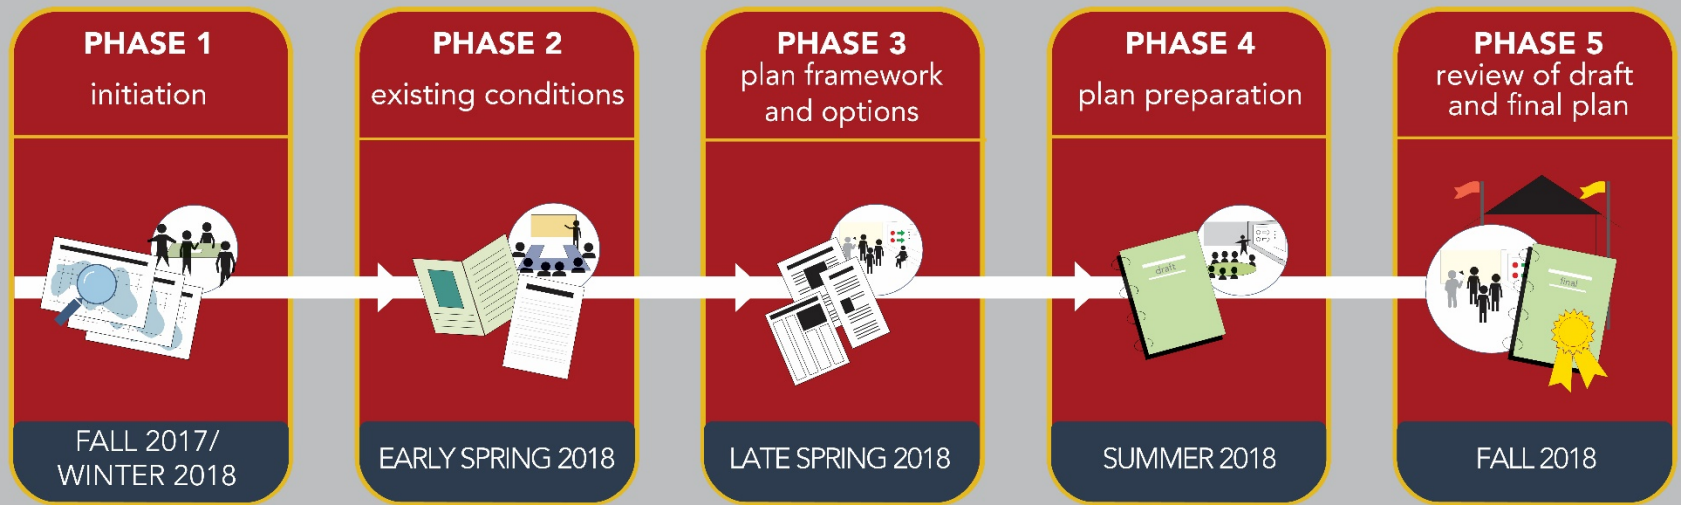 PHASE 1
initiation
FALL 2017/
WINTER 2018
PHASE 2
existing conditions
EARLY SPRING 2018
PHASE 3
plan framework
and options
LATE SPRING 2018
PHASE 4
plan preparation
draft
SUMMER 2018
PHASE 5
review of draft
and final plan
final
FALL 2018